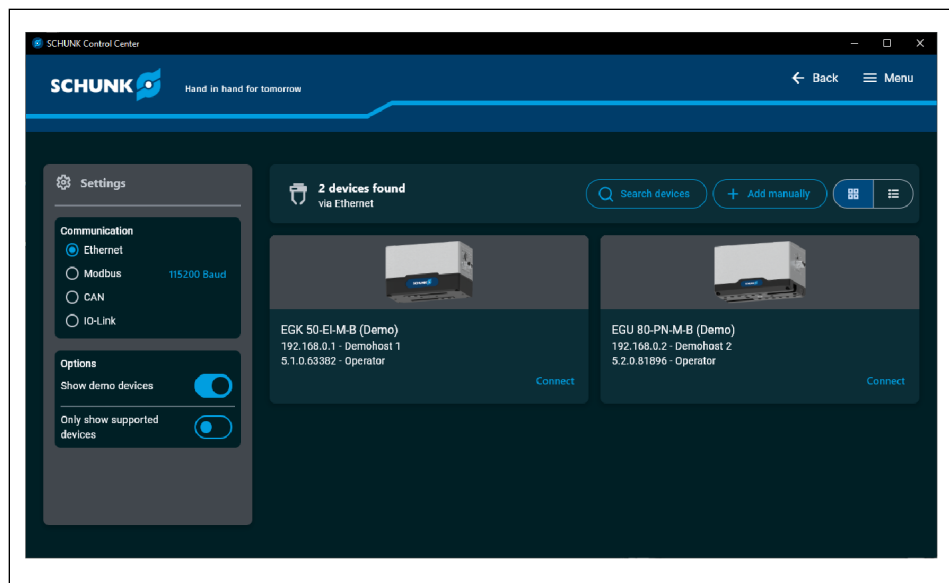 SCHUNK Control Center
SCHUNK
Hand in hand for tomorrow
Back
Menu
Settings
Communication
Ethernet
Modbus 115200 Baud
CAN
IO-Link
Options
Show demo devices
Only show supported
devices
2 devices found
via Ethernet
Search devices
Add manually
SCHUNK
EGK 50-EI-M-B (Demo)
192.168.0.1 - Demohost 1
5.1.0.63382 - Operator
Connect
SCHUNK
EGU 80-PN-M-B (Demo)
192.168.0.2 - Demohost 2
5.2.0.81896 - Operator
Connect